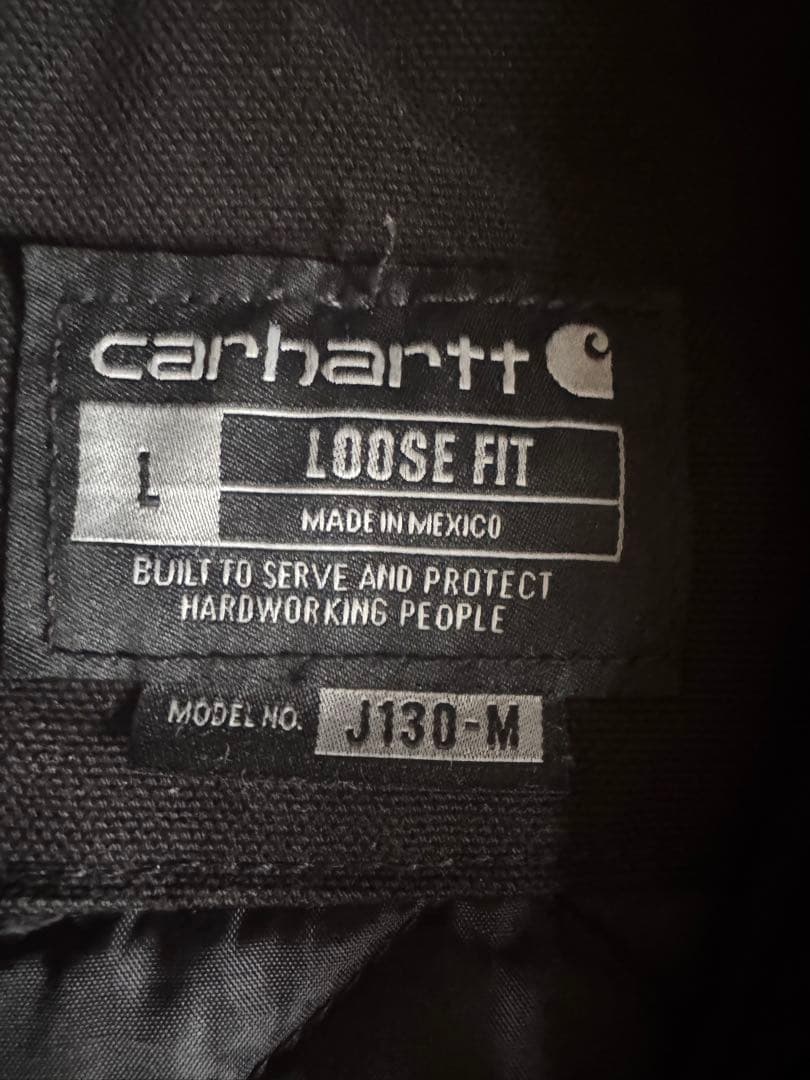 carhartt
L
LOOSE FIT
MADE IN MEXICO
BUILT TO SERVE AND PROTECT
HARDWORKING PEOPLE
MODEL NO. J130-M